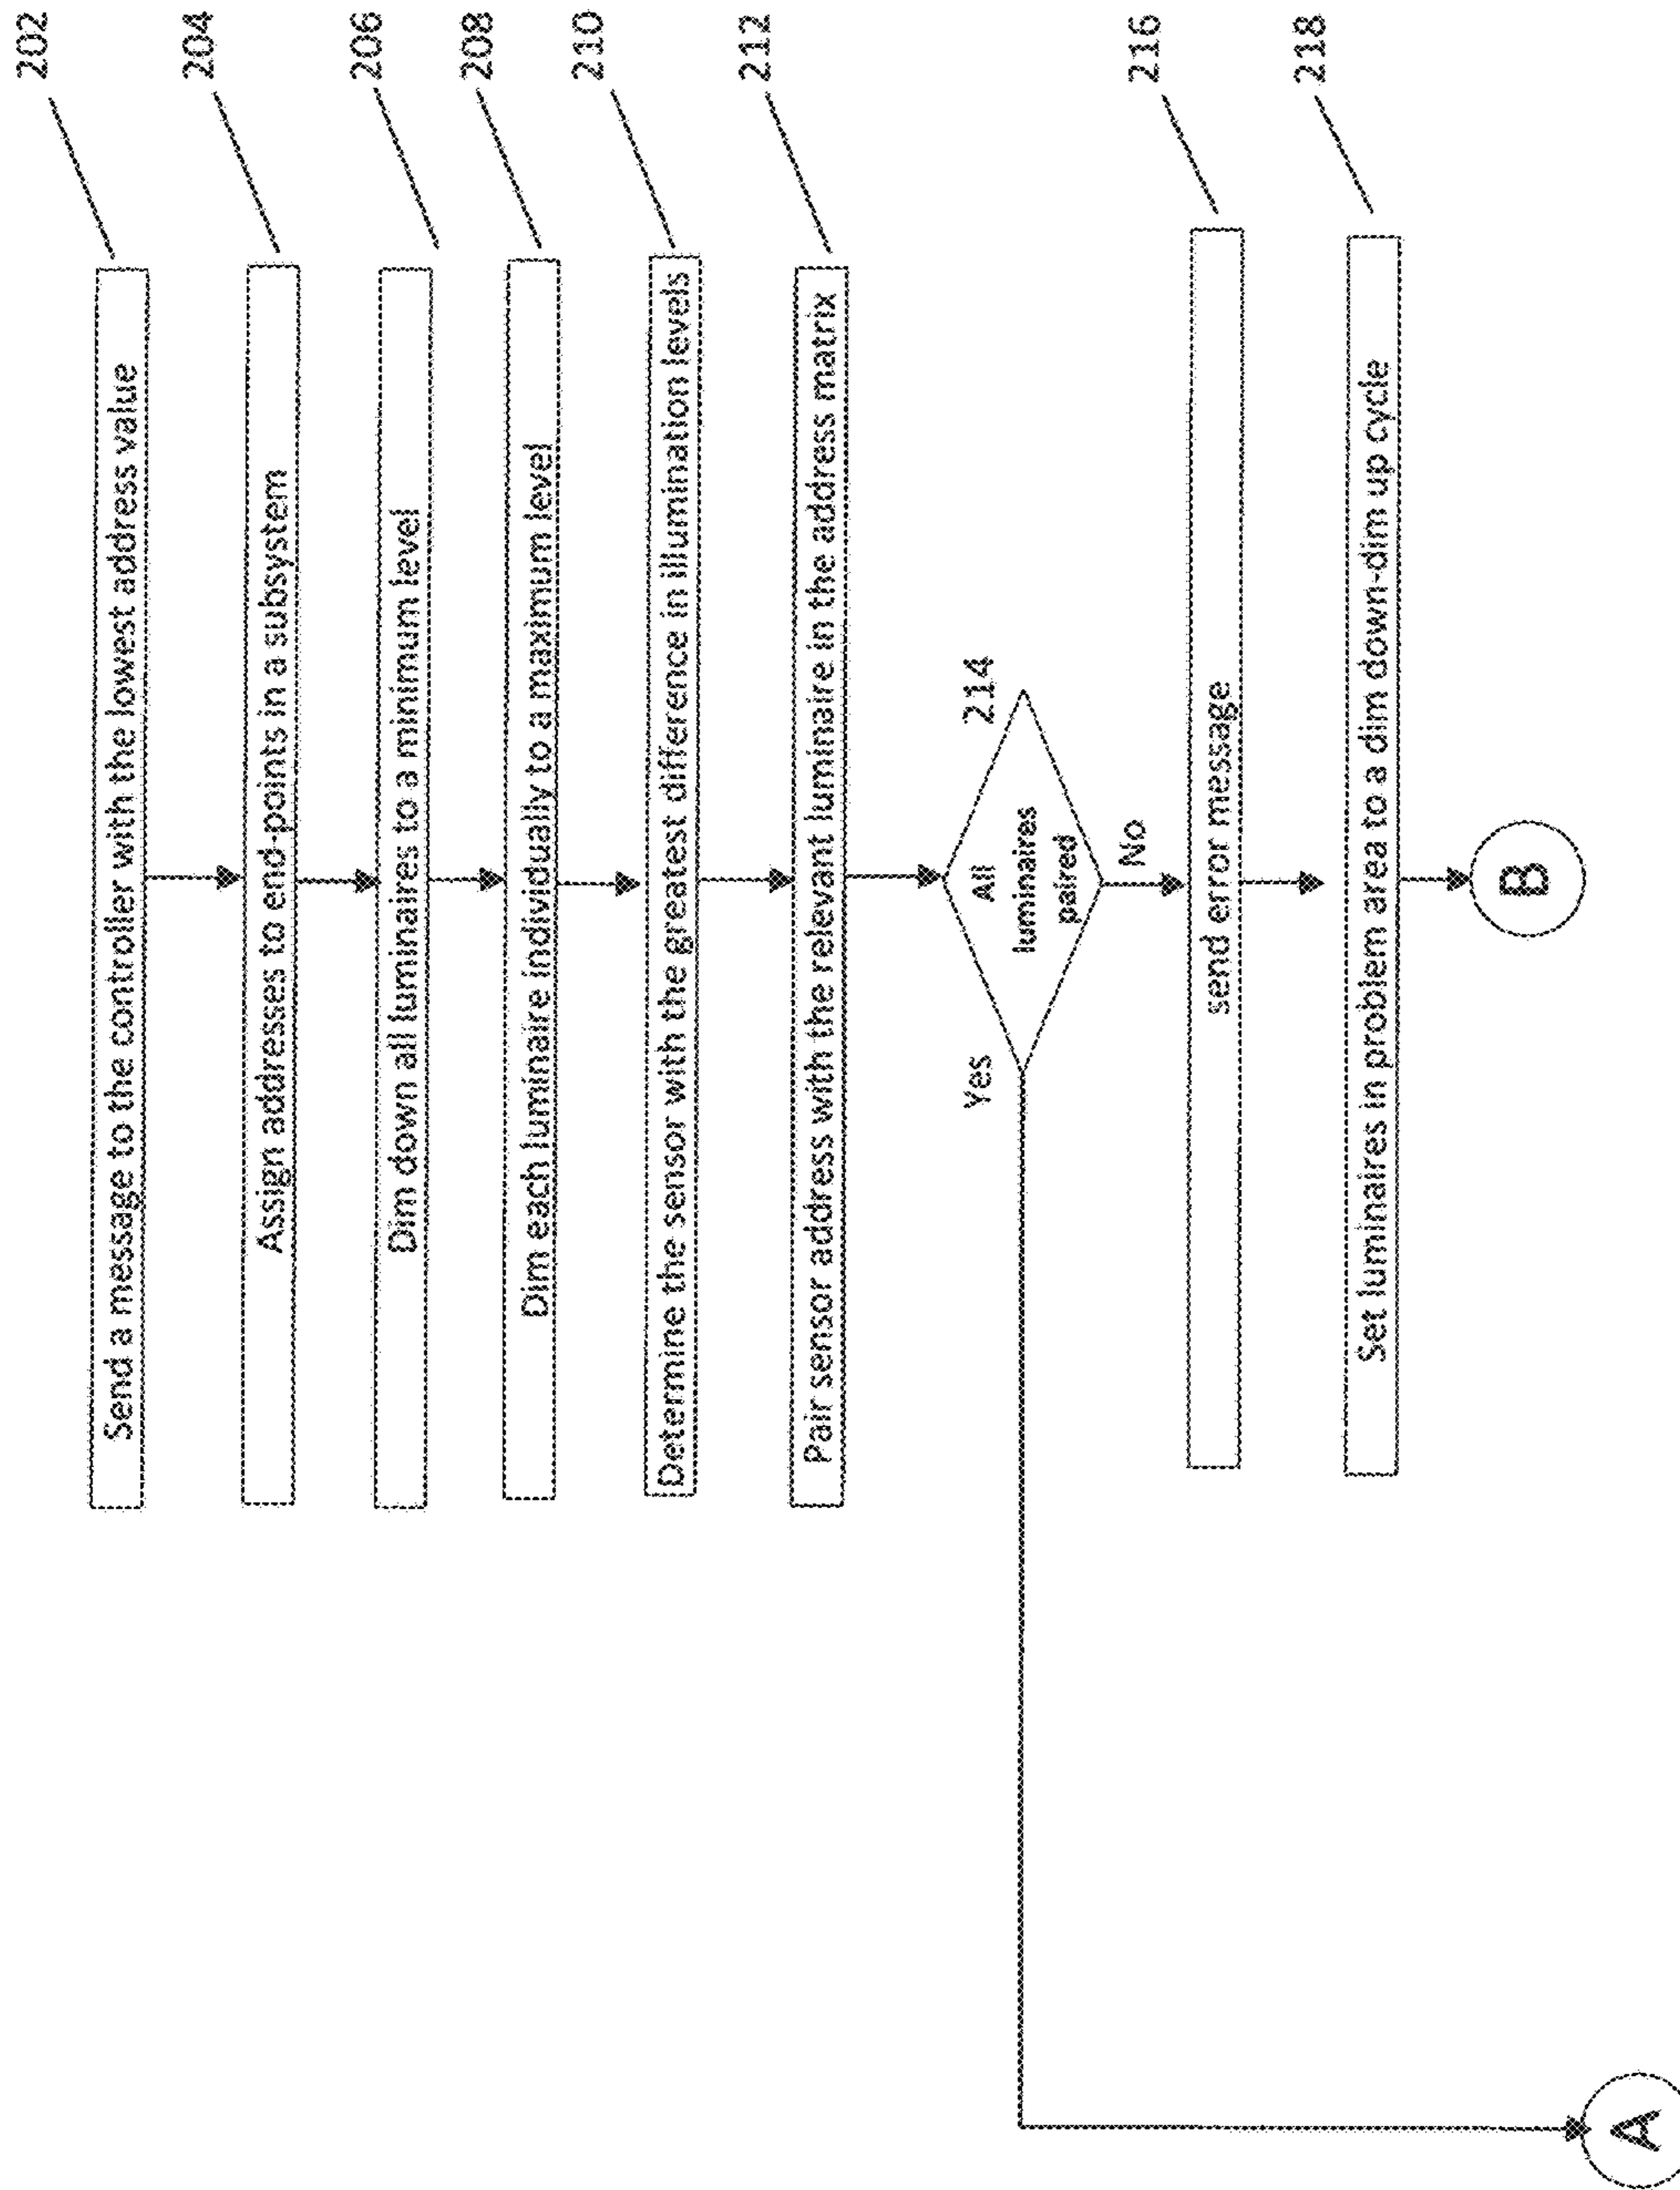 202
Send a message to the controller with the lowest address value
204
Assign addresses to end-points in a subsystem
206
Dim down all luminaires to a minimum level
208
Dim each luminaire individually to a maximum level
210
Determine the sensor with the greatest difference in illumination levels
212
Pair sensor address with the relevant luminaire in the address matrix
214
All
luminaires
paired
Yes
No
216
send error message
218
Set luminaires in problem area to a dim down-dim up cycle
B
A